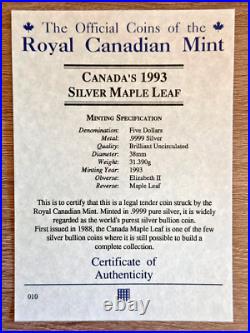 The Official Coins of the
Royal Canadian Mint
CANADA'S 1993
SILVER MAPLE LEAF
MINTING SPECIFICATION
Denomination: Five Dollars
Metal: .9999 Silver
Quality: Brilliant Uncirculated
Diameter: 38mm
Weight: 31.390g
Minting Year: 1993
Obverse: Elizabeth II
Reverse: Maple Leaf
This is to certify that this is a legal tender coin struck by the
Royal Canadian Mint. Minted in .9999 pure silver, it is widely
regarded as the world's purest silver bullion coin.
First issued in 1988, the Canada Maple Leaf is one of the few
silver bullion coins where it is still possible to build a
complete collection.
Certificate of
Authenticity
010